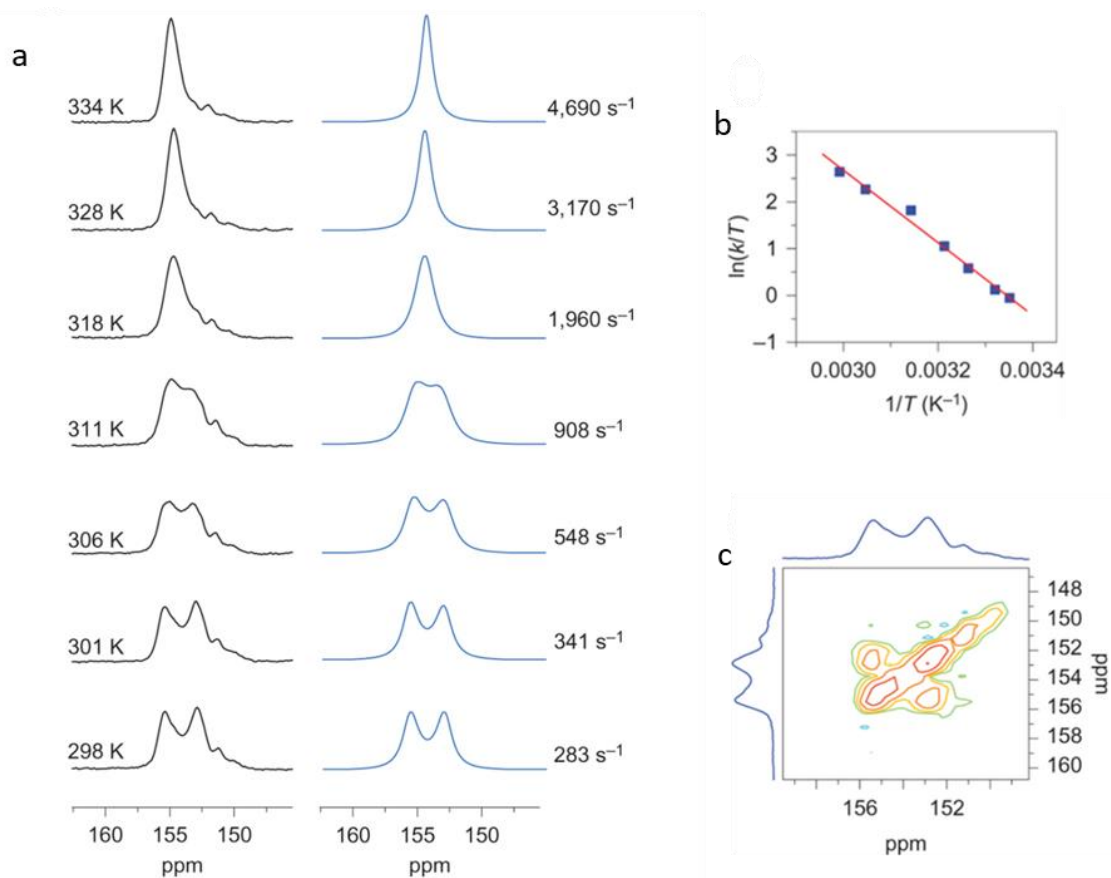 a
334 K
4,690 s⁻¹
328 K
3,170 s⁻¹
318 K
1,960 s⁻¹
311 K
908 s⁻¹
306 K
548 s⁻¹
301 K
341 s⁻¹
298 K
283 s⁻¹
160 155 150
ppm
160 155 150
ppm
b
3
2
1
0
–1
ln(k/T)
0.0030 0.0032 0.0034
1/T (K⁻¹)
c
148
150
152
154
156
158
160
ppm
156 152
ppm